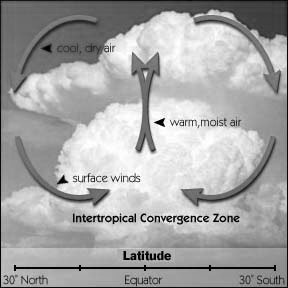 cool, dry air
warm,moist air
surface winds
Intertropical Convergence Zone
Latitude
30° North Equator 30° South